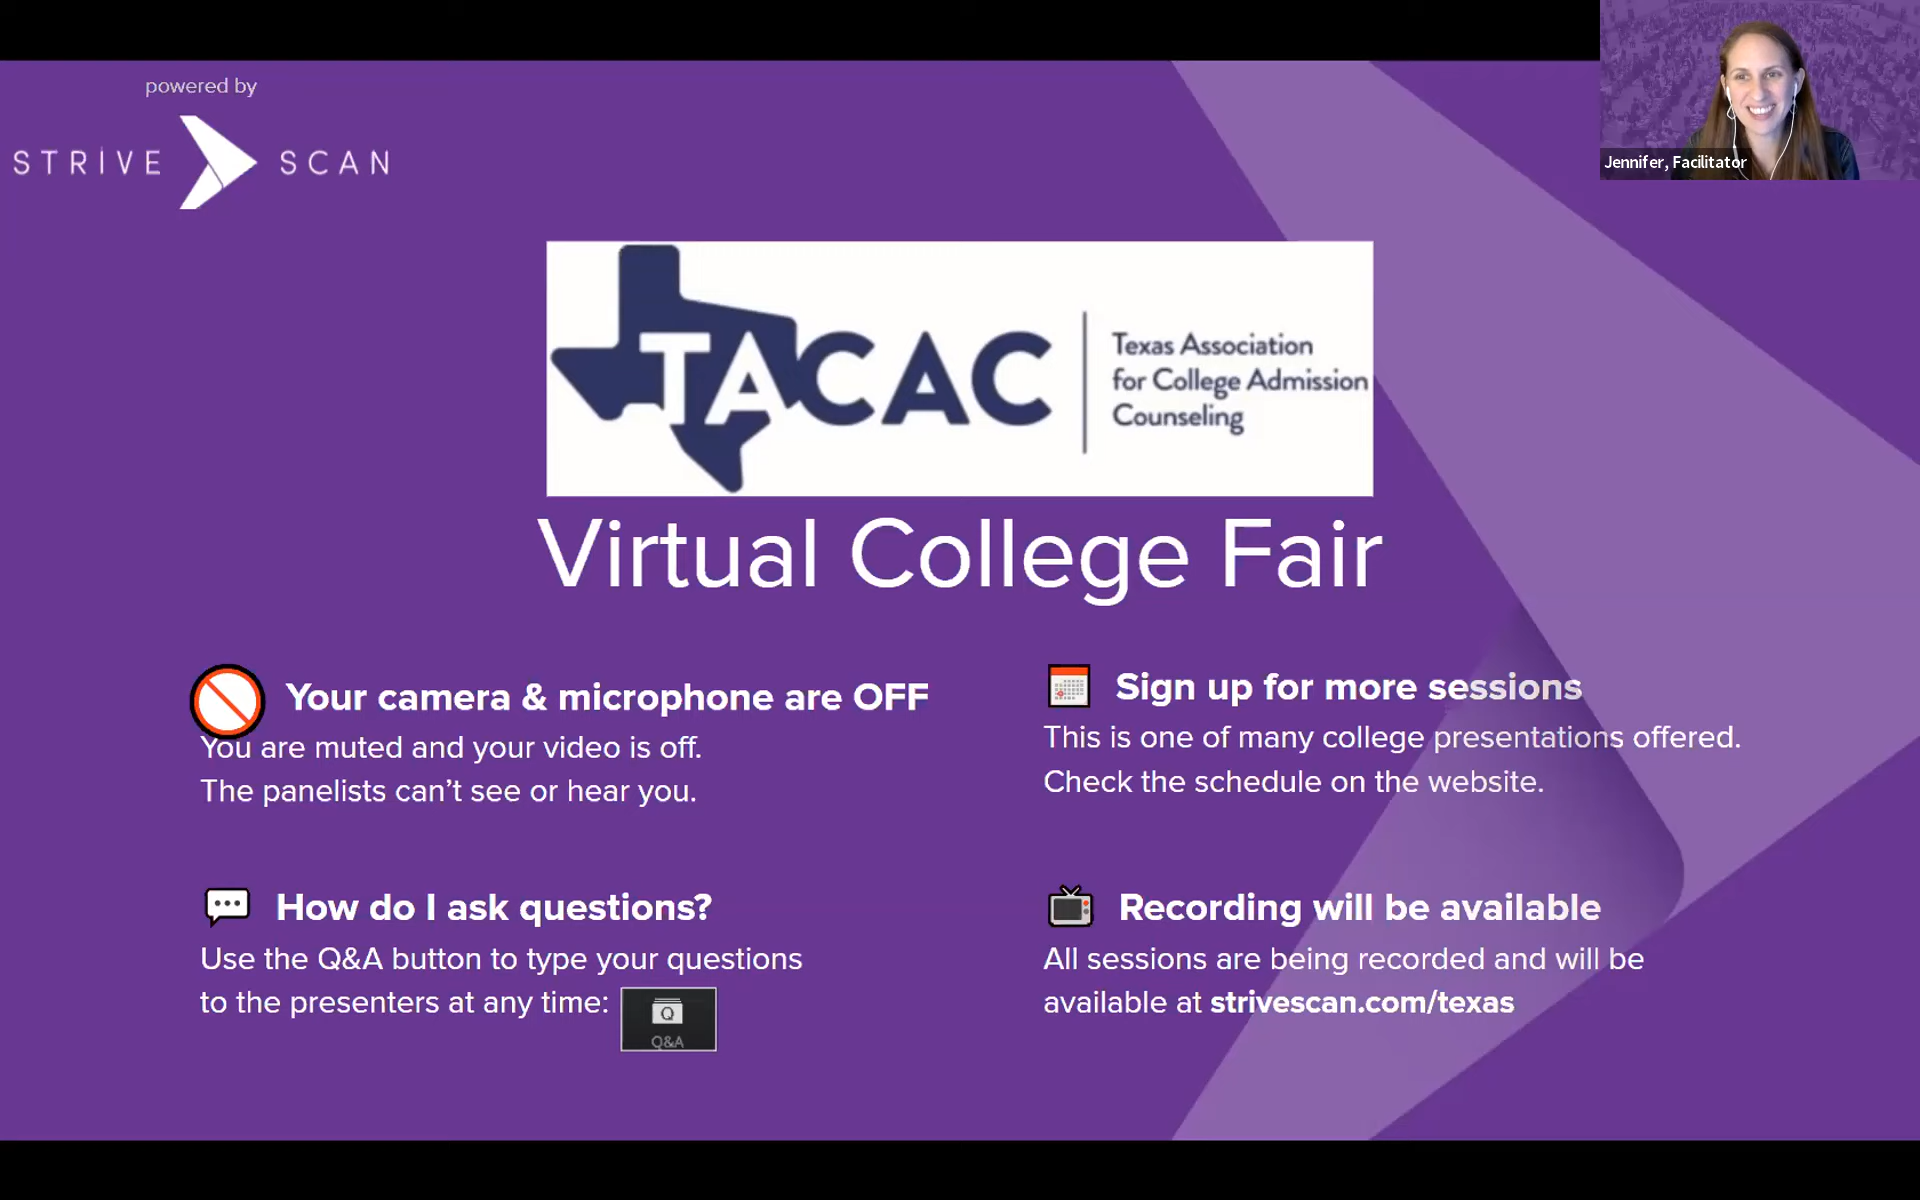 powered by
STRIVE SCAN
Jennifer, Facilitator
TACAC
Texas Association
for College Admission
Counseling
Virtual College Fair
Your camera & microphone are OFF
You are muted and your video is off.
The panelists can't see or hear you.
Sign up for more sessions
This is one of many college presentations offered.
Check the schedule on the website.
How do I ask questions?
Use the Q&A button to type your questions
to the presenters at any time:
Q
Q&A
Recording will be available
All sessions are being recorded and will be
available at strivescan.com/texas